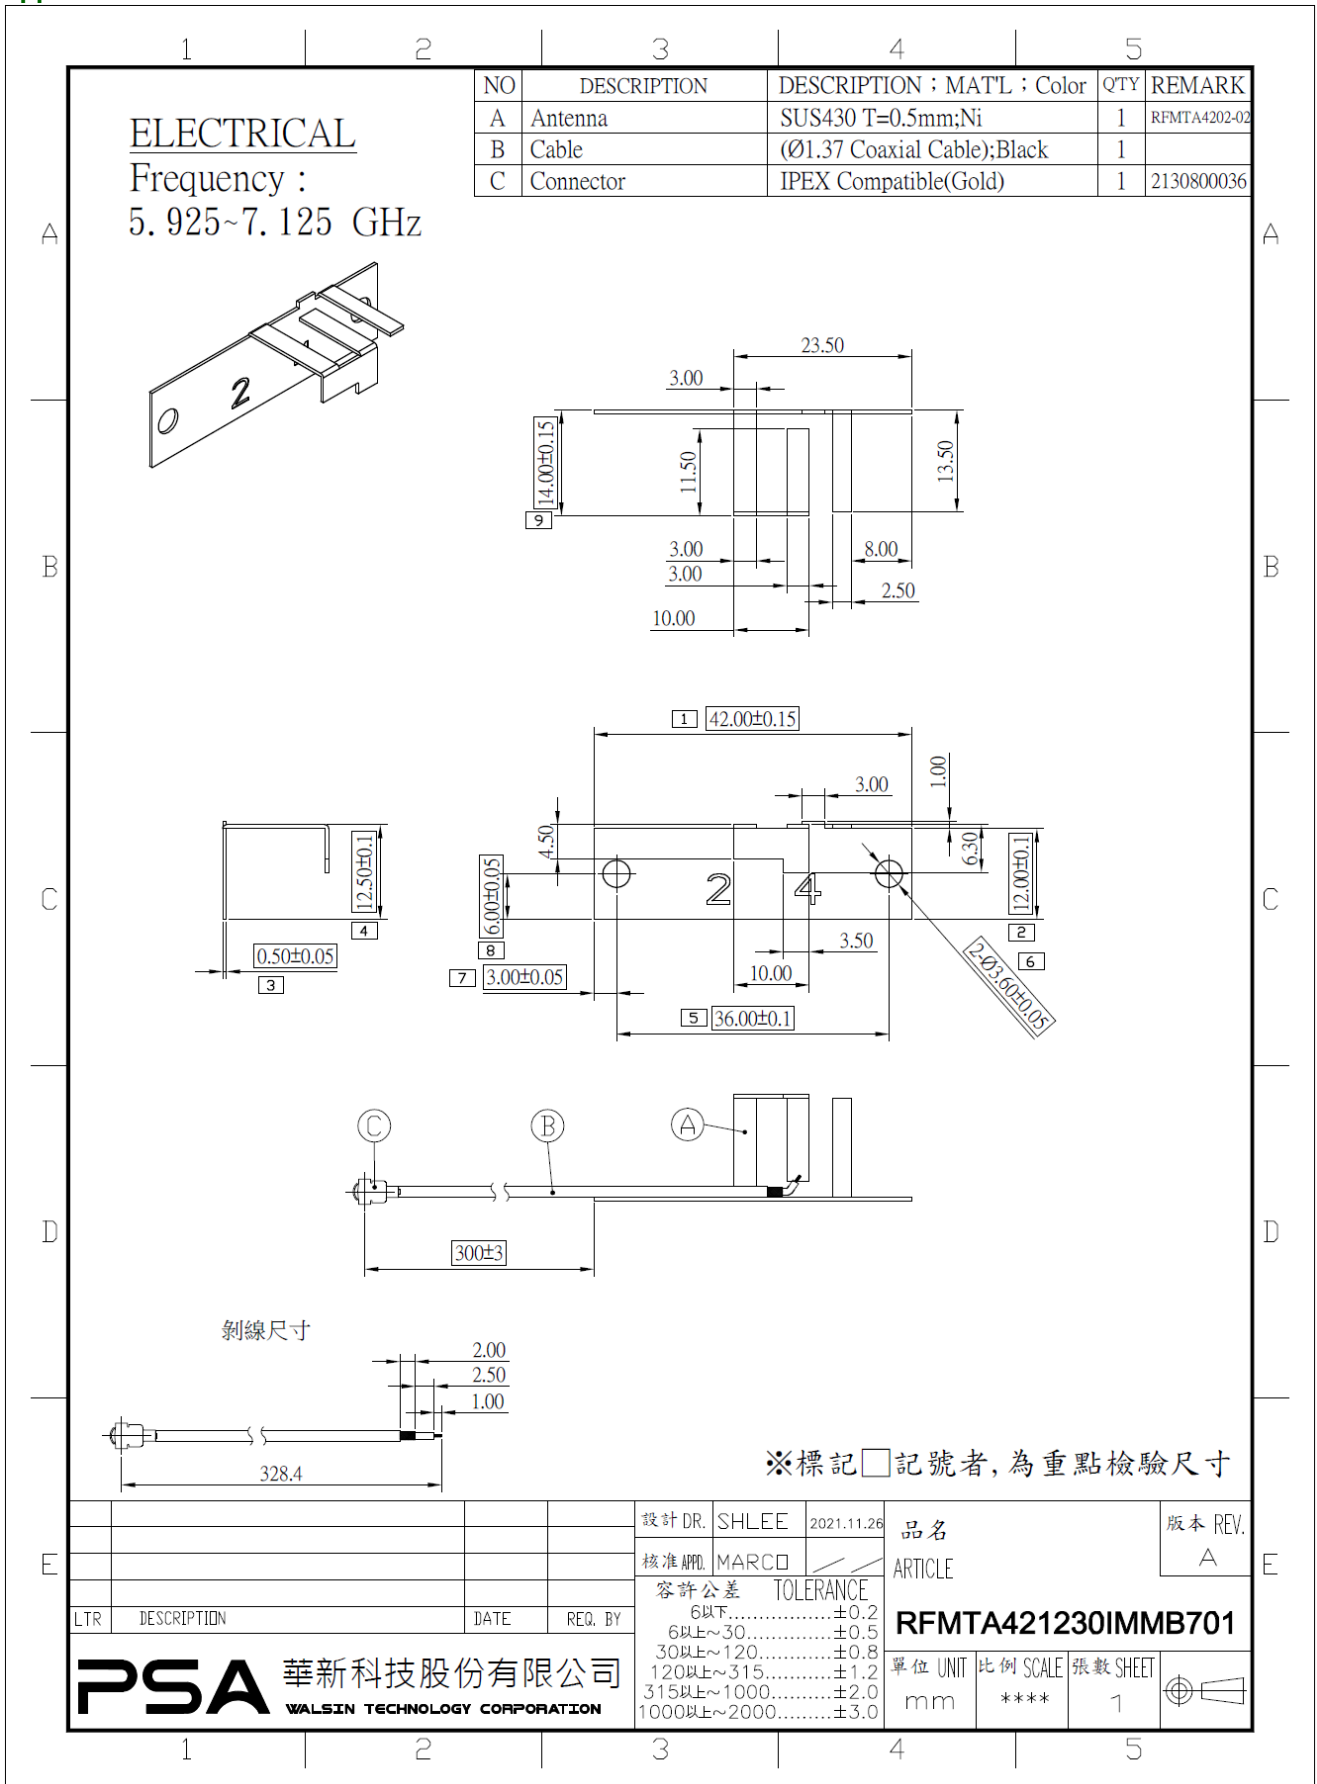 1 2 3 4 5
NO DESCRIPTION DESCRIPTION；MAT'L；Color Q'TY REMARK
A Antenna SUS430 T=0.5mm;Ni 1 RFMTA4202-02
B Cable (Ø1.37 Coaxial Cable);Black 1
C Connector IPEX Compatible(Gold) 1 2130800036
ELECTRICAL
Frequency :
5.925~7.125 GHz
A A
2
23.50
3.00
14.00±0.15
9
11.50
13.50
B B
3.00
8.00
3.00
2.50
10.00
1 42.00±0.15
3.00
1.00
4.50
6.30
12.50±0.1
4
6.00±0.05
8
2 4
12.00±0.1
2
C C
0.50±0.05
3
7 3.00±0.05
3.50
10.00
6
2-Ø3.60±0.05
5 36.00±0.1
C B A
D D
300±3
剝線尺寸
2.00
2.50
1.00
328.4
※標記□記號者,為重點檢驗尺寸
設計 DR. SHLEE 2021.11.26
核准 APPD. MARCO
品名
ARTICLE
版本 REV.
A
E E
RFMTA421230IMMB701
容許公差 TOLERANCE
6以下................±0.2
6以上~30............±0.5
30以上~120.........±0.8
120以上~315.......±1.2
315以上~1000......±2.0
1000以上~2000......±3.0
LTR DESCRIPTION DATE REQ. BY
PSA 華新科技股份有限公司
WALSIN TECHNOLOGY CORPORATION
單位 UNIT
mm
比例 SCALE
****
張數 SHEET
1
1 2 3 4 5